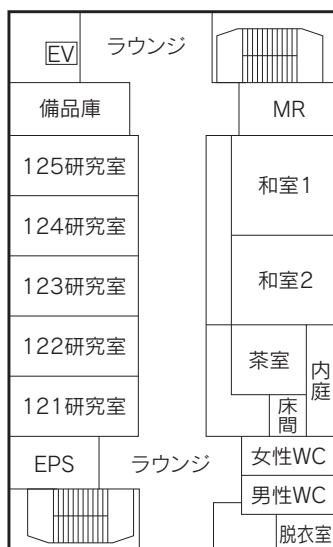 EV
ラウンジ
備品庫
MR
125研究室
和室1
124研究室
123研究室
和室2
122研究室
茶室
内庭
121研究室
床間
EPS
ラウンジ
女性WC
男性WC
脱衣室